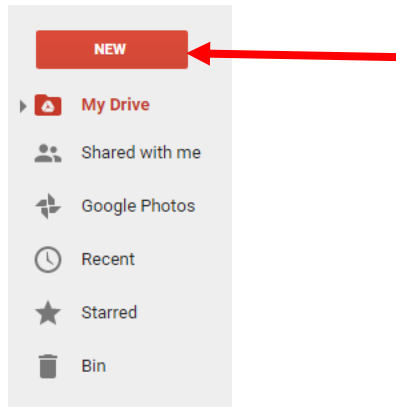 NEW
My Drive
Shared with me
Google Photos
Recent
Starred
Bin